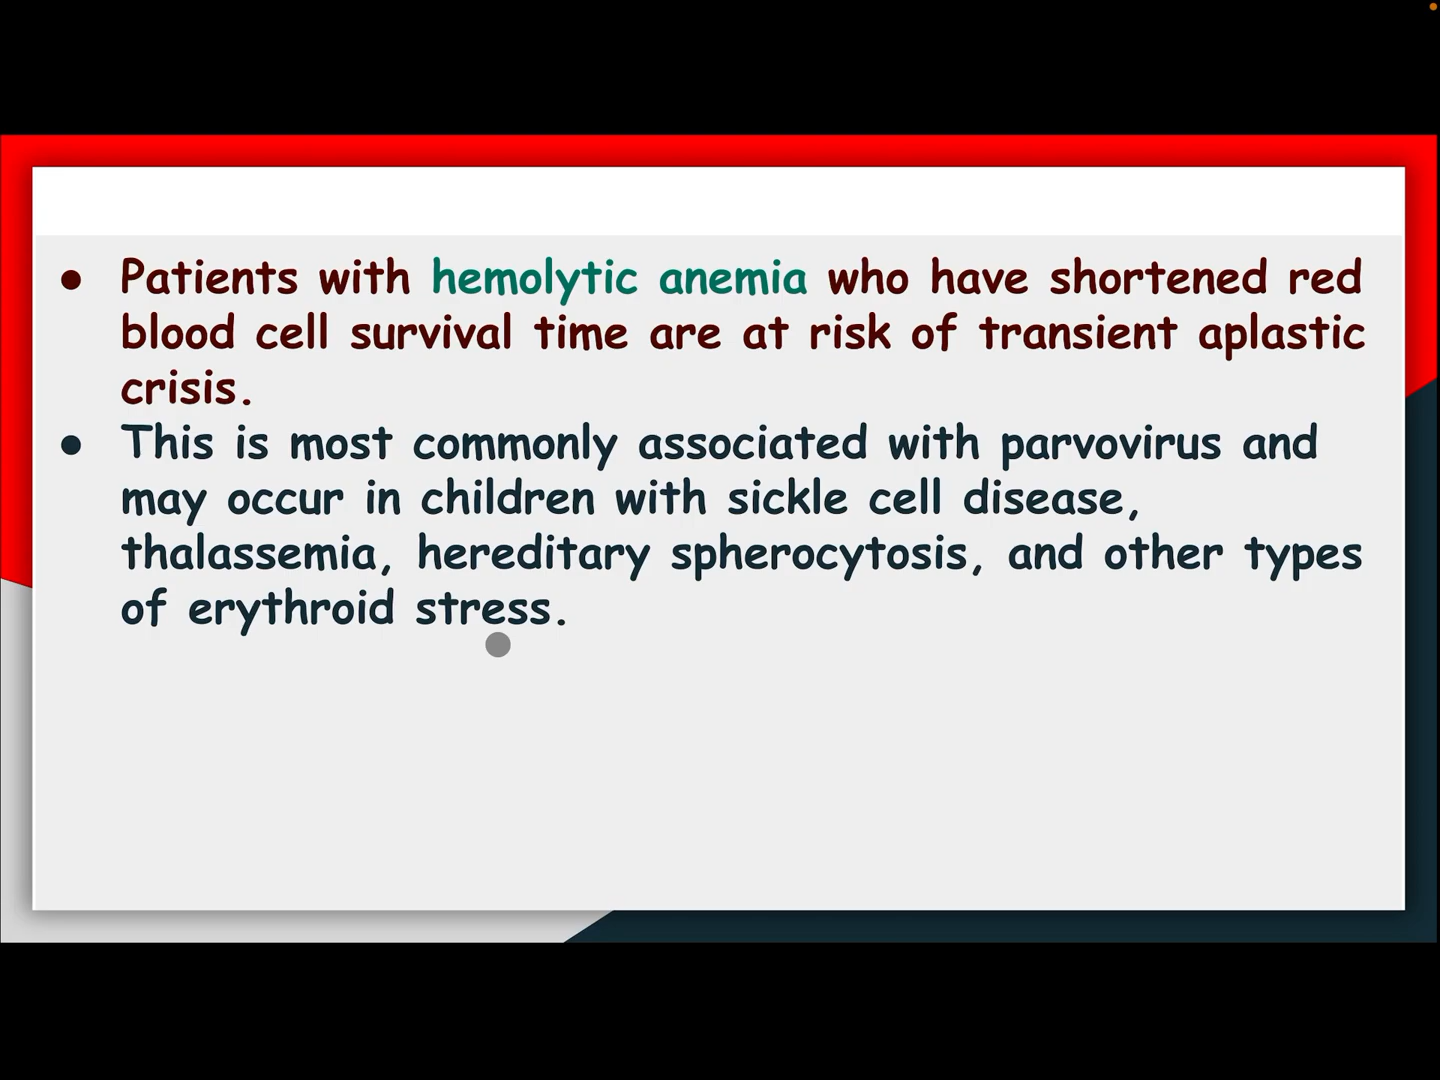 ● Patients with hemolytic anemia who have shortened red
blood cell survival time are at risk of transient aplastic
crisis.
● This is most commonly associated with parvovirus and
may occur in children with sickle cell disease,
thalassemia, hereditary spherocytosis, and other types
of erythroid stress.